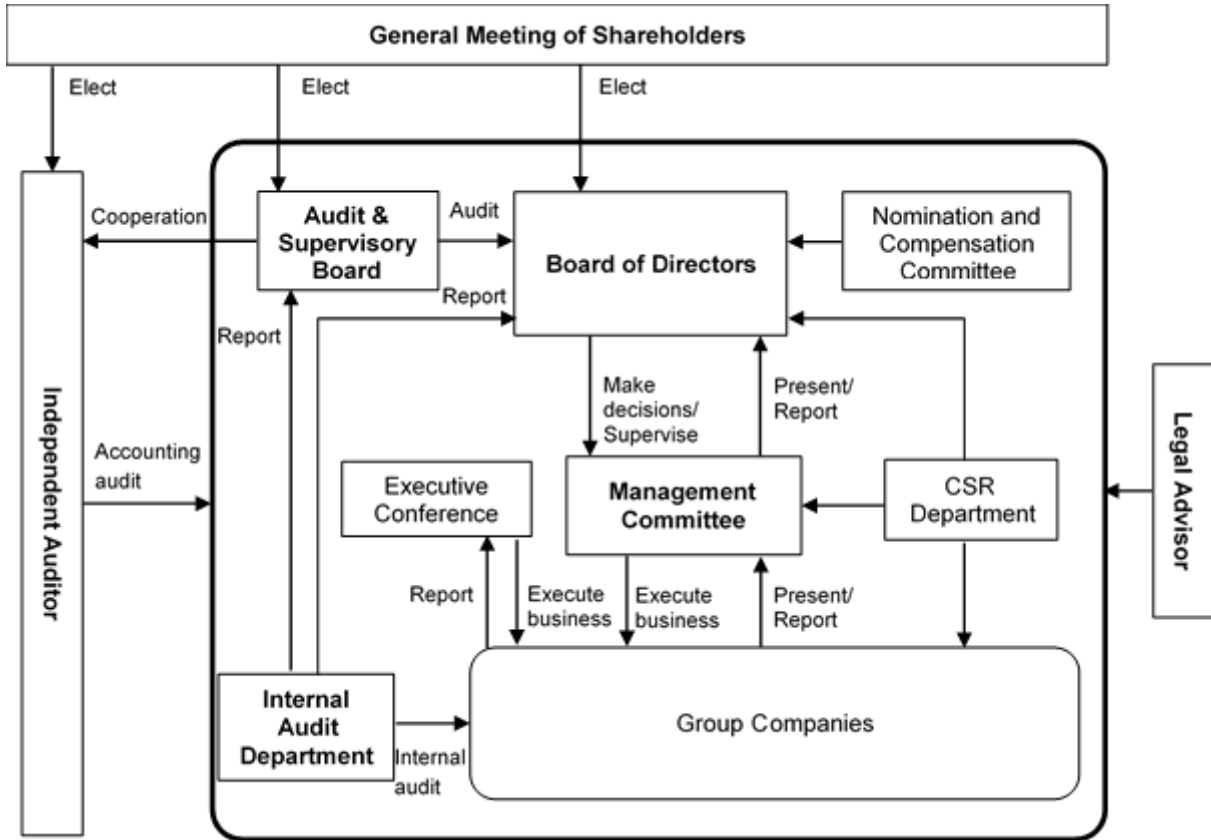 General Meeting of Shareholders
Elect
Elect
Elect
Cooperation
Audit &
Supervisory
Board
Audit
Board of Directors
Nomination and
Compensation
Committee
Report
Report
Independent Auditor
Accounting
audit
Make
decisions/
Supervise
Present/
Report
Legal Advisor
Executive
Conference
Management
Committee
CSR
Department
Report
Execute
business
Execute
business
Present/
Report
Internal
Audit
Department
Internal
audit
Group Companies